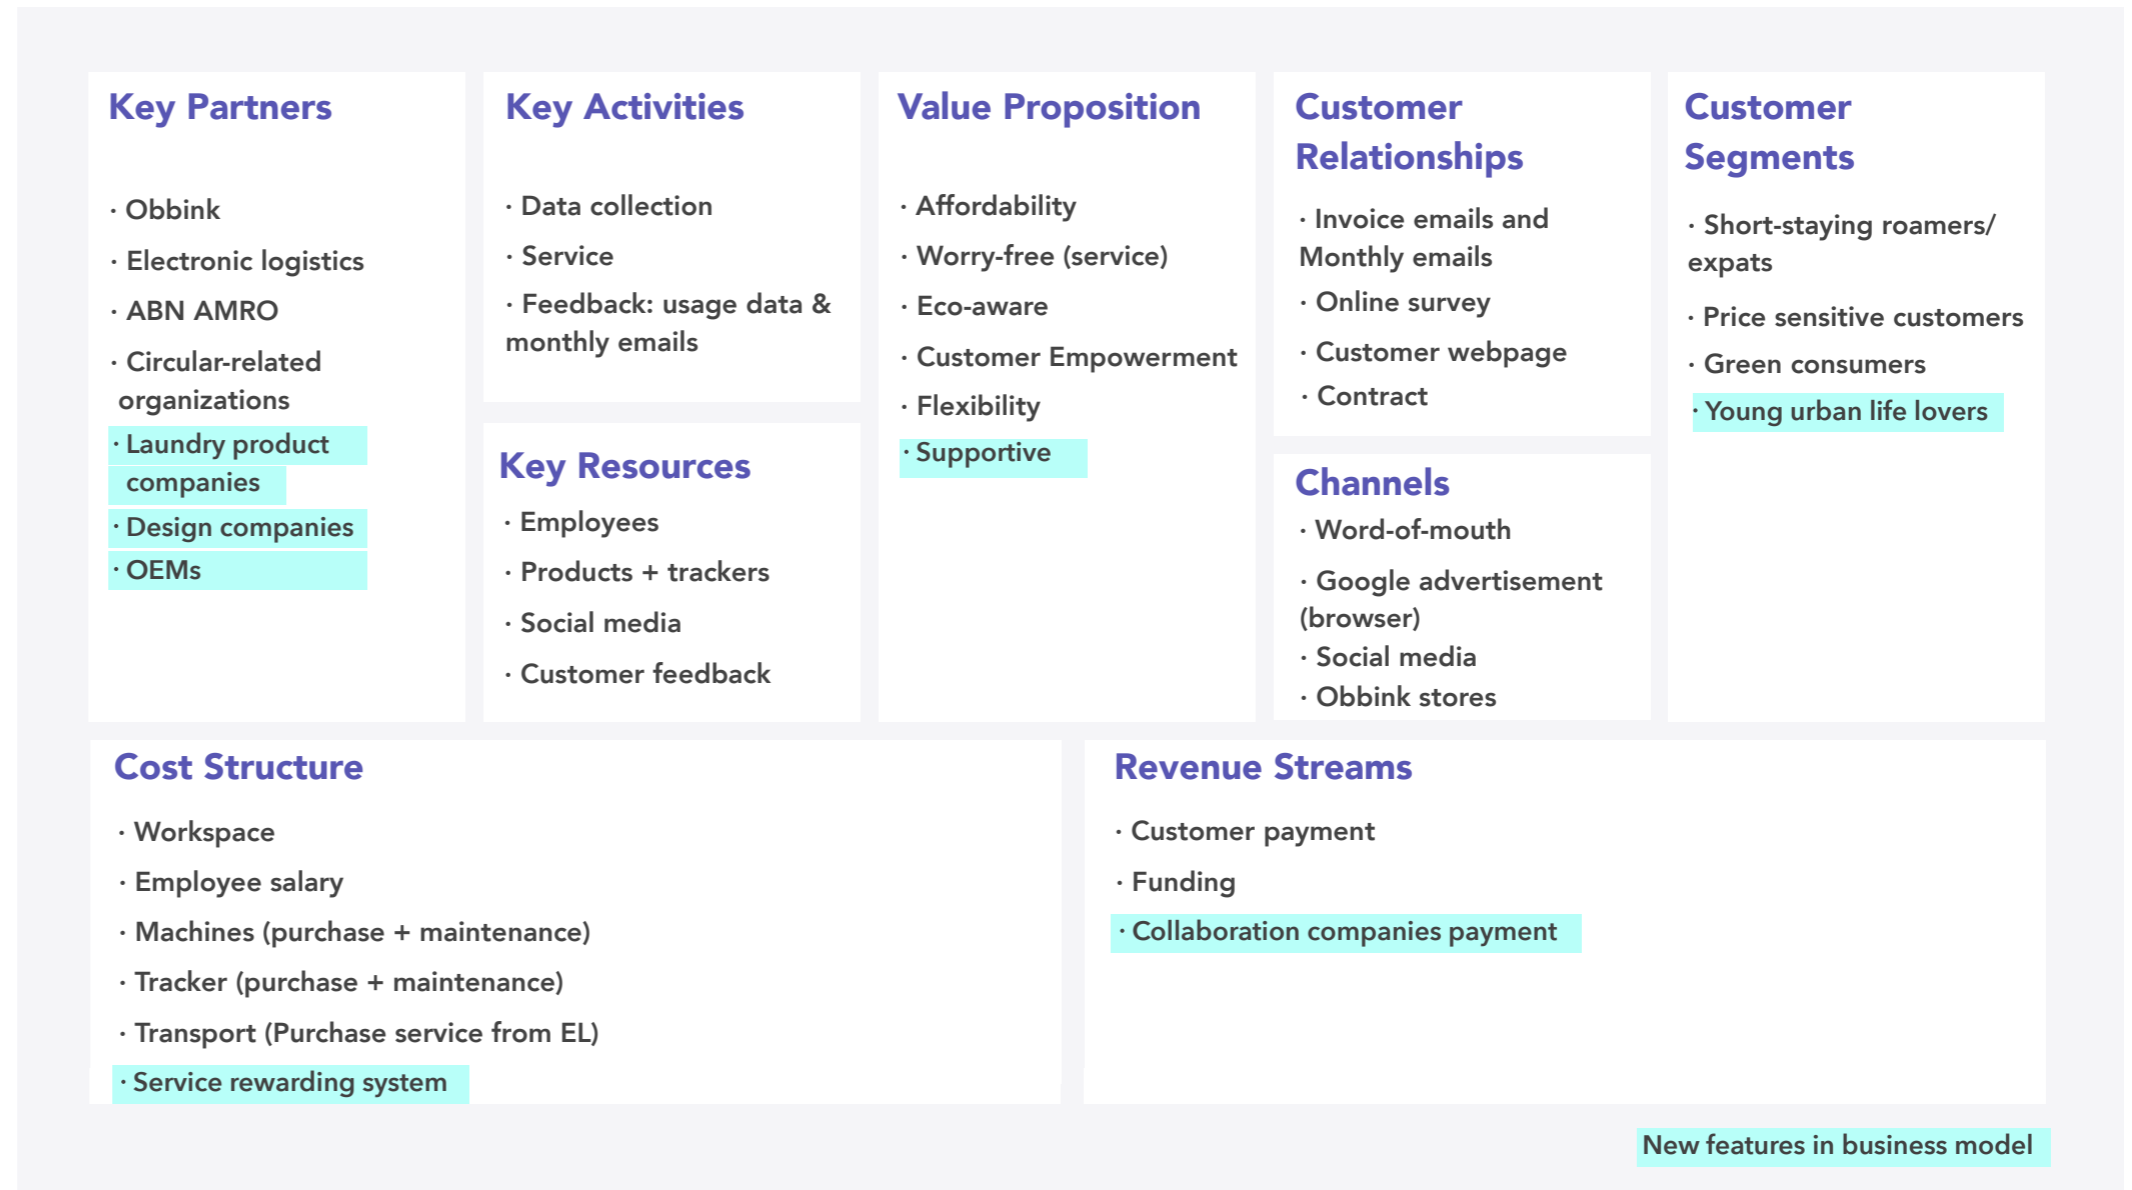 Key Partners
· Obbink
· Electronic logistics
· ABN AMRO
· Circular-related
organizations
· Laundry product
companies
· Design companies
· OEMs
Key Activities
· Data collection
· Service
· Feedback: usage data &
monthly emails
Key Resources
· Employees
· Products + trackers
· Social media
· Customer feedback
Value Proposition
· Affordability
· Worry-free (service)
· Eco-aware
· Customer Empowerment
· Flexibility
· Supportive
Customer
Relationships
· Invoice emails and
Monthly emails
· Online survey
· Customer webpage
· Contract
Channels
· Word-of-mouth
· Google advertisement
(browser)
· Social media
· Obbink stores
Customer
Segments
· Short-staying roamers/
expats
· Price sensitive customers
· Green consumers
· Young urban life lovers
Cost Structure
· Workspace
· Employee salary
· Machines (purchase + maintenance)
· Tracker (purchase + maintenance)
· Transport (Purchase service from EL)
· Service rewarding system
Revenue Streams
· Customer payment
· Funding
· Collaboration companies payment
New features in business model